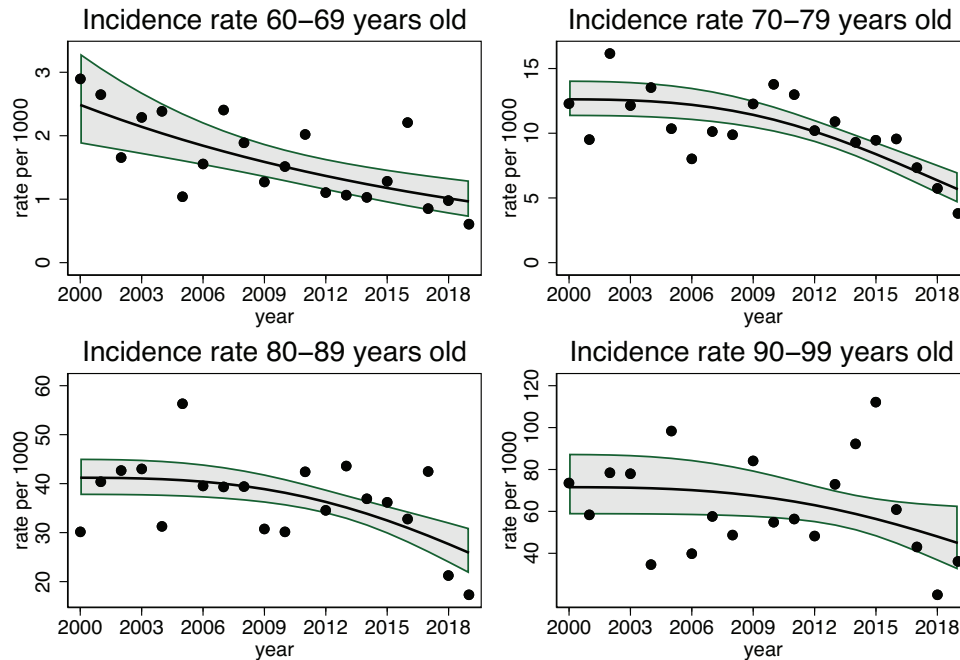 Incidence rate 60−69 years old
rate per 1000
3
2
1
0
2000 2003 2006 2009 2012 2015 2018
year
Incidence rate 70−79 years old
rate per 1000
15
10
5
0
2000 2003 2006 2009 2012 2015 2018
year
Incidence rate 80−89 years old
rate per 1000
60
50
40
30
20
2000 2003 2006 2009 2012 2015 2018
year
Incidence rate 90−99 years old
rate per 1000
120
100
80
60
40
2000 2003 2006 2009 2012 2015 2018
year